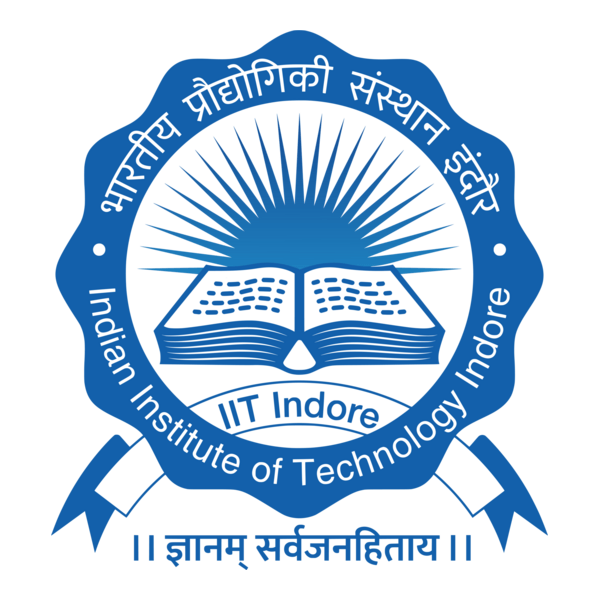 भारतीय प्रौद्योगिकी संस्थान इंदौर
IIT Indore
Indian Institute of Technology Indore
।। ज्ञानम् सर्वजनहिताय ।।